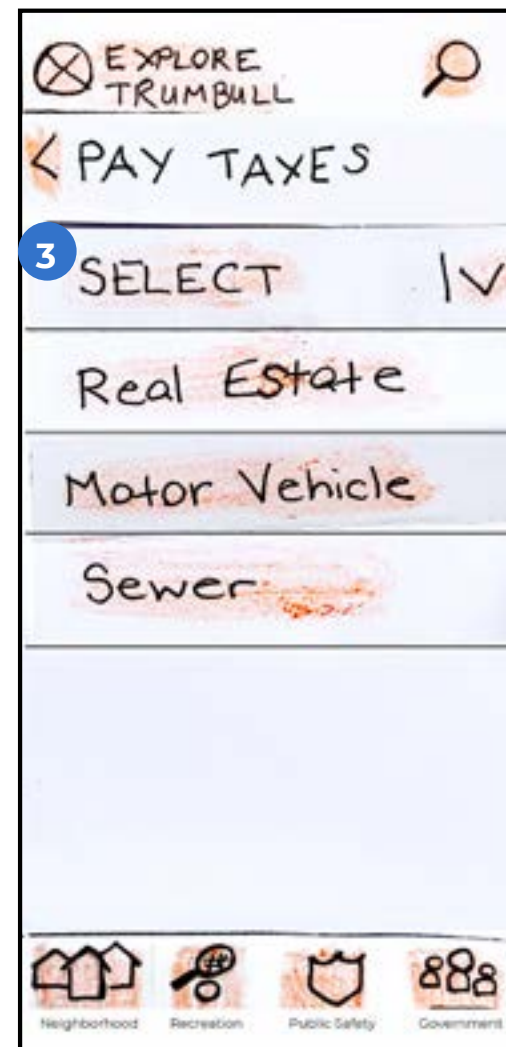 EXPLORE
TRUMBULL
< PAY TAXES
3
SELECT
Real Estate
Motor Vehicle
Sewer
Neighborhood Recreation Public Safety Government